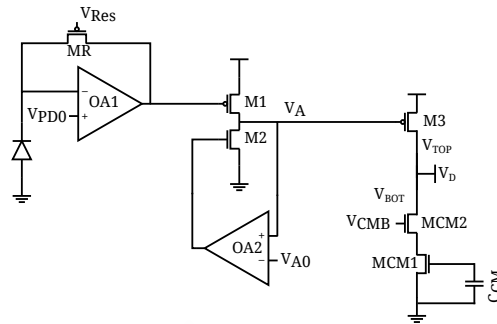 VRes
MR
− OA1
VPD0 +
M1
M2
VA
M3
VTOP
VD
VBOT
VCMB
MCM2
MCM1
CCM
+
OA2
− VA0